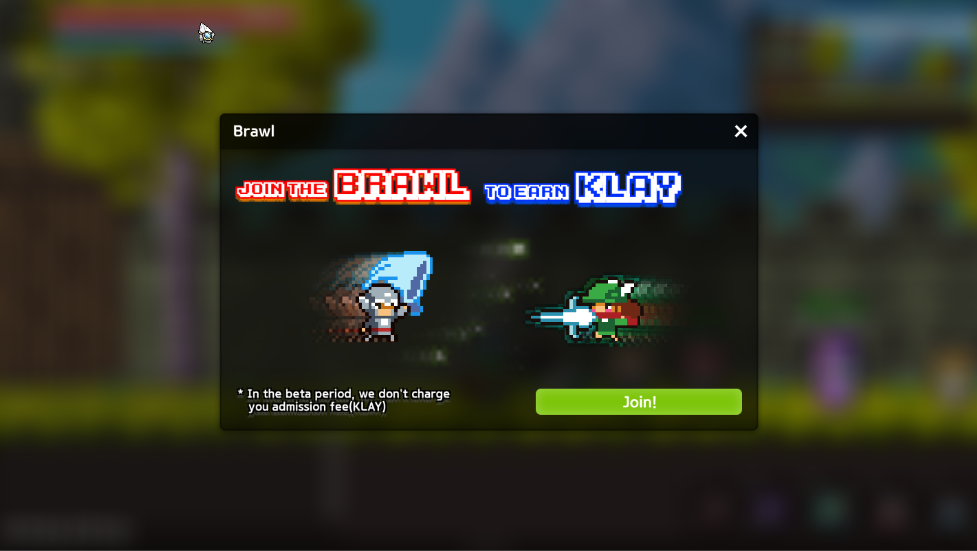 Brawl
JOIN THE BRAWL TO EARN KLAY
* In the beta period, we don't charge
you admission fee(KLAY)
Join!